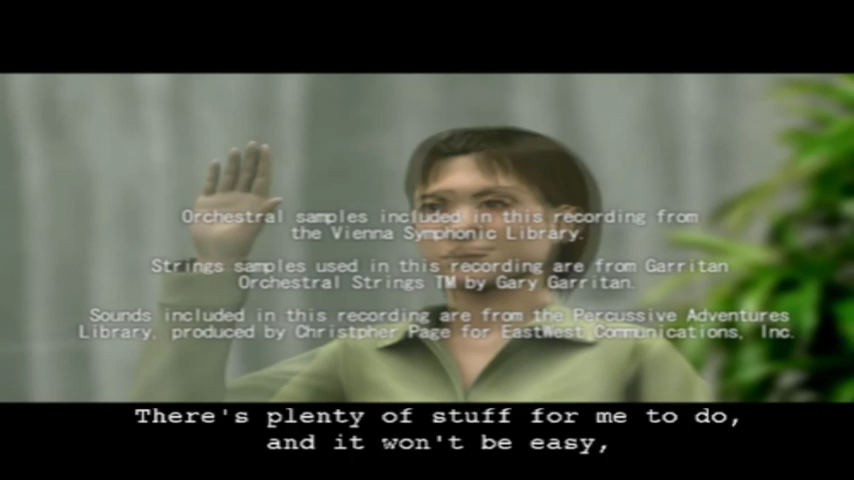 Orchestral samples included in this recording from
the Vienna Symphonic Library.
Strings samples used in this recording are from Garritan
Orchestral Strings TM by Gary Garritan.
Sounds included in this recording are from the Percussive Adventures
Library, produced by Christpher Page for EastWest Communications, Inc.
There's plenty of stuff for me to do,
and it won't be easy,